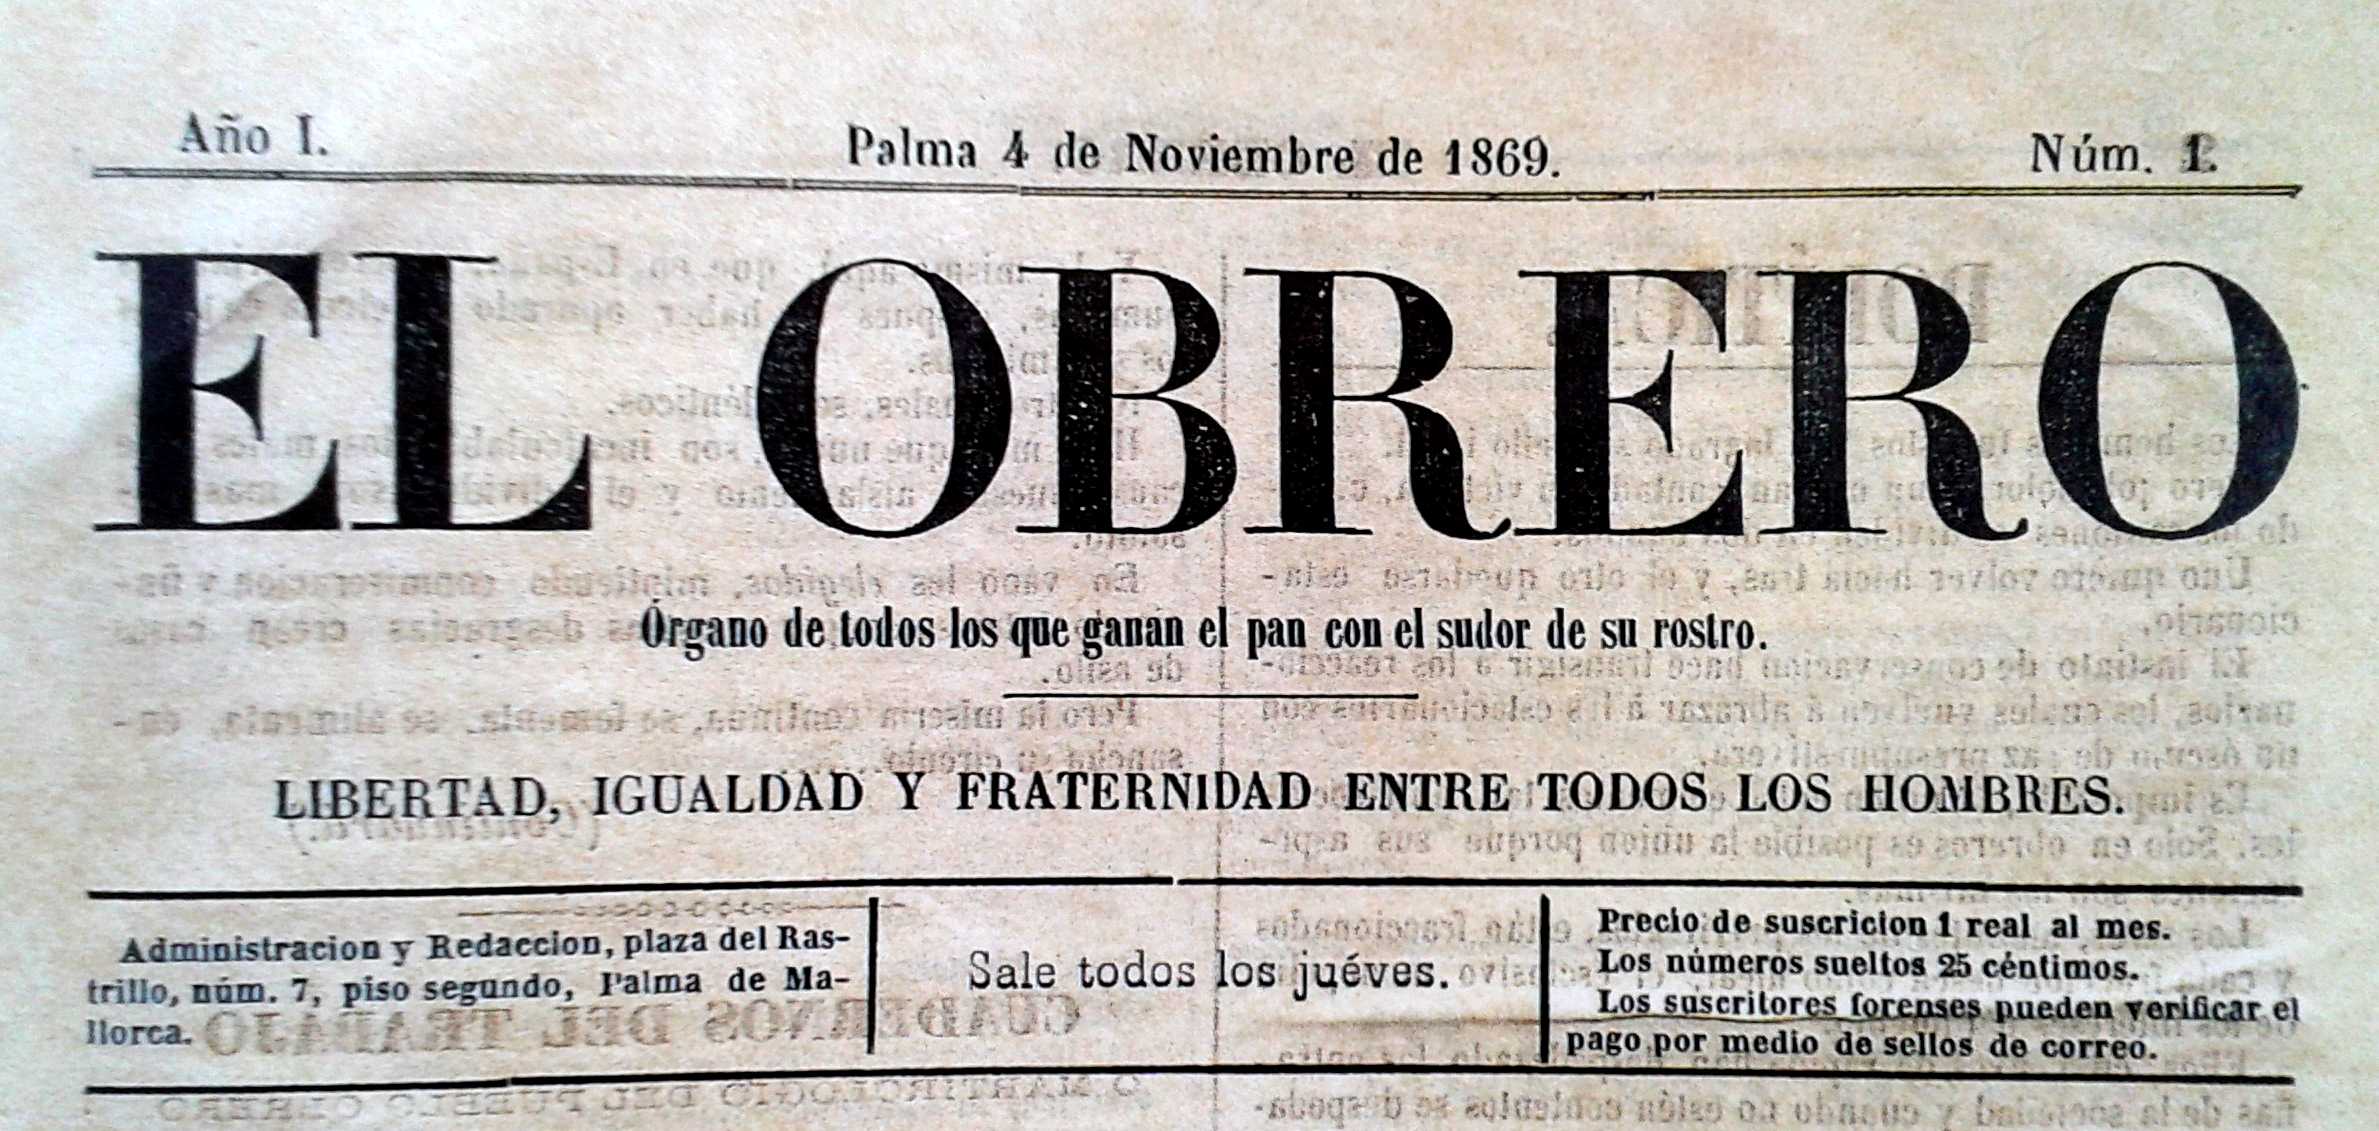 Año I.
Palma 4 de Noviembre de 1869.
Núm. 1.
EL OBRERO
Órgano de todos los que ganan el pan con el sudor de su rostro.
LIBERTAD, IGUALDAD Y FRATERNIDAD ENTRE TODOS LOS HOMBRES.
Administracion y Redaccion, plaza del Ras-
trillo, núm. 7, piso segundo, Palma de Ma-
llorca.
Sale todos los juéves.
Precio de suscricion 1 real al mes.
Los números sueltos 25 céntimos.
Los suscritores forenses pueden verificar el
pago por medio de sellos de correo.